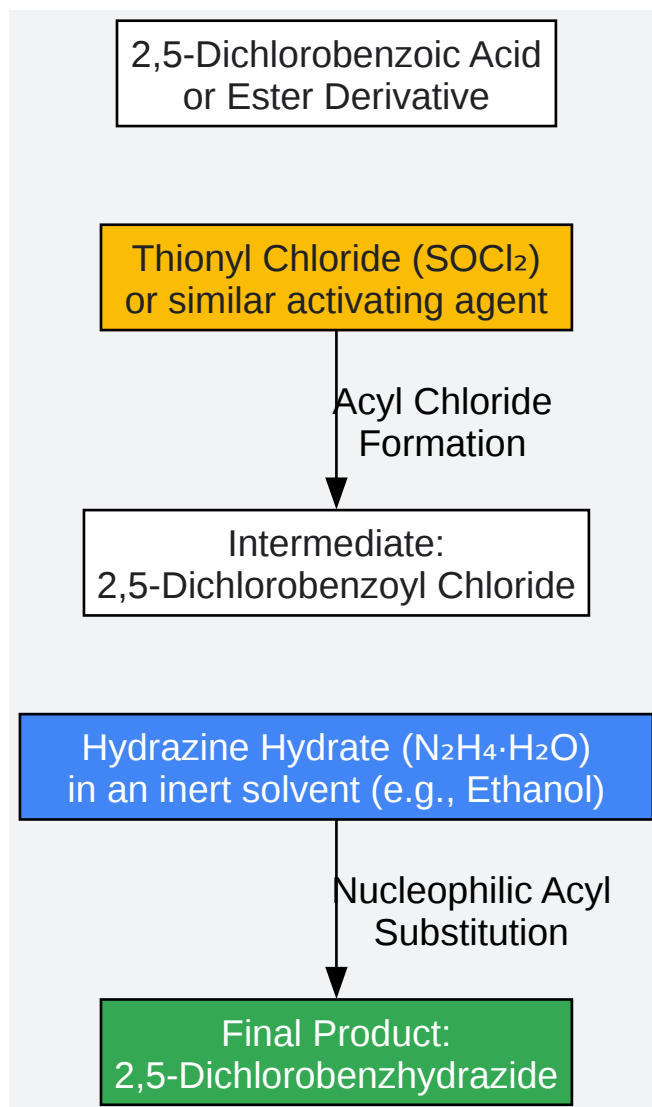 2,5-Dichlorobenzoic Acid
or Ester Derivative
Thionyl Chloride (SOCl₂)
or similar activating agent
Acyl Chloride
Formation
Intermediate:
2,5-Dichlorobenzoyl Chloride
Hydrazine Hydrate (N₂H₄·H₂O)
in an inert solvent (e.g., Ethanol)
Nucleophilic Acyl
Substitution
Final Product:
2,5-Dichlorobenzhydrazide